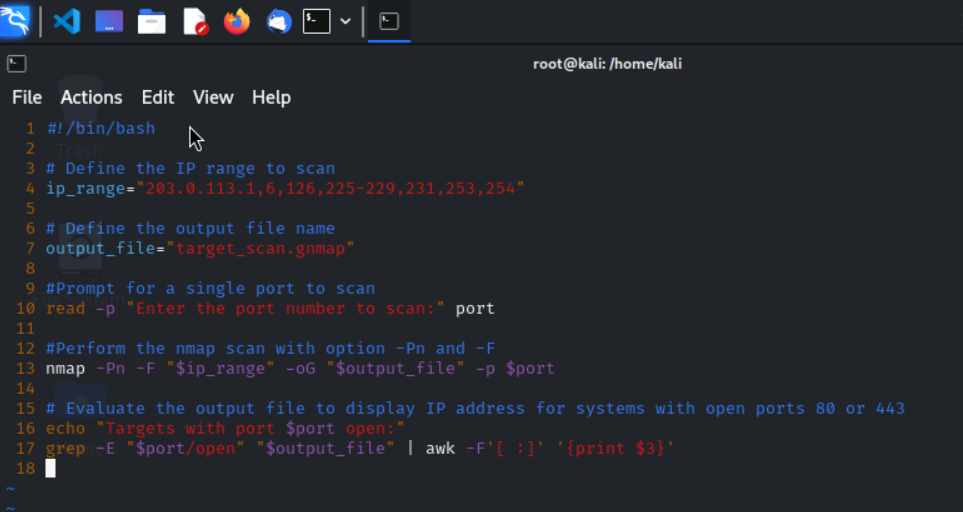 root@kali: /home/kali
File Actions Edit View Help
1 #!/bin/bash
2
3 # Define the IP range to scan
4 ip_range="203.0.113.1,6,126,225-229,231,253,254"
5
6 # Define the output file name
7 output_file="target_scan.gnmap"
8
9 #Prompt for a single port to scan
10 read -p "Enter the port number to scan:" port
11
12 #Perform the nmap scan with option -Pn and -F
13 nmap -Pn -F "$ip_range" -oG "$output_file" -p $port
14
15 # Evaluate the output file to display IP address for systems with open ports 80 or 443
16 echo "Targets with port $port open:"
17 grep -E "$port/open" "$output_file" | awk -F'[ :]' '{print $3}'
18
~
~
Trash